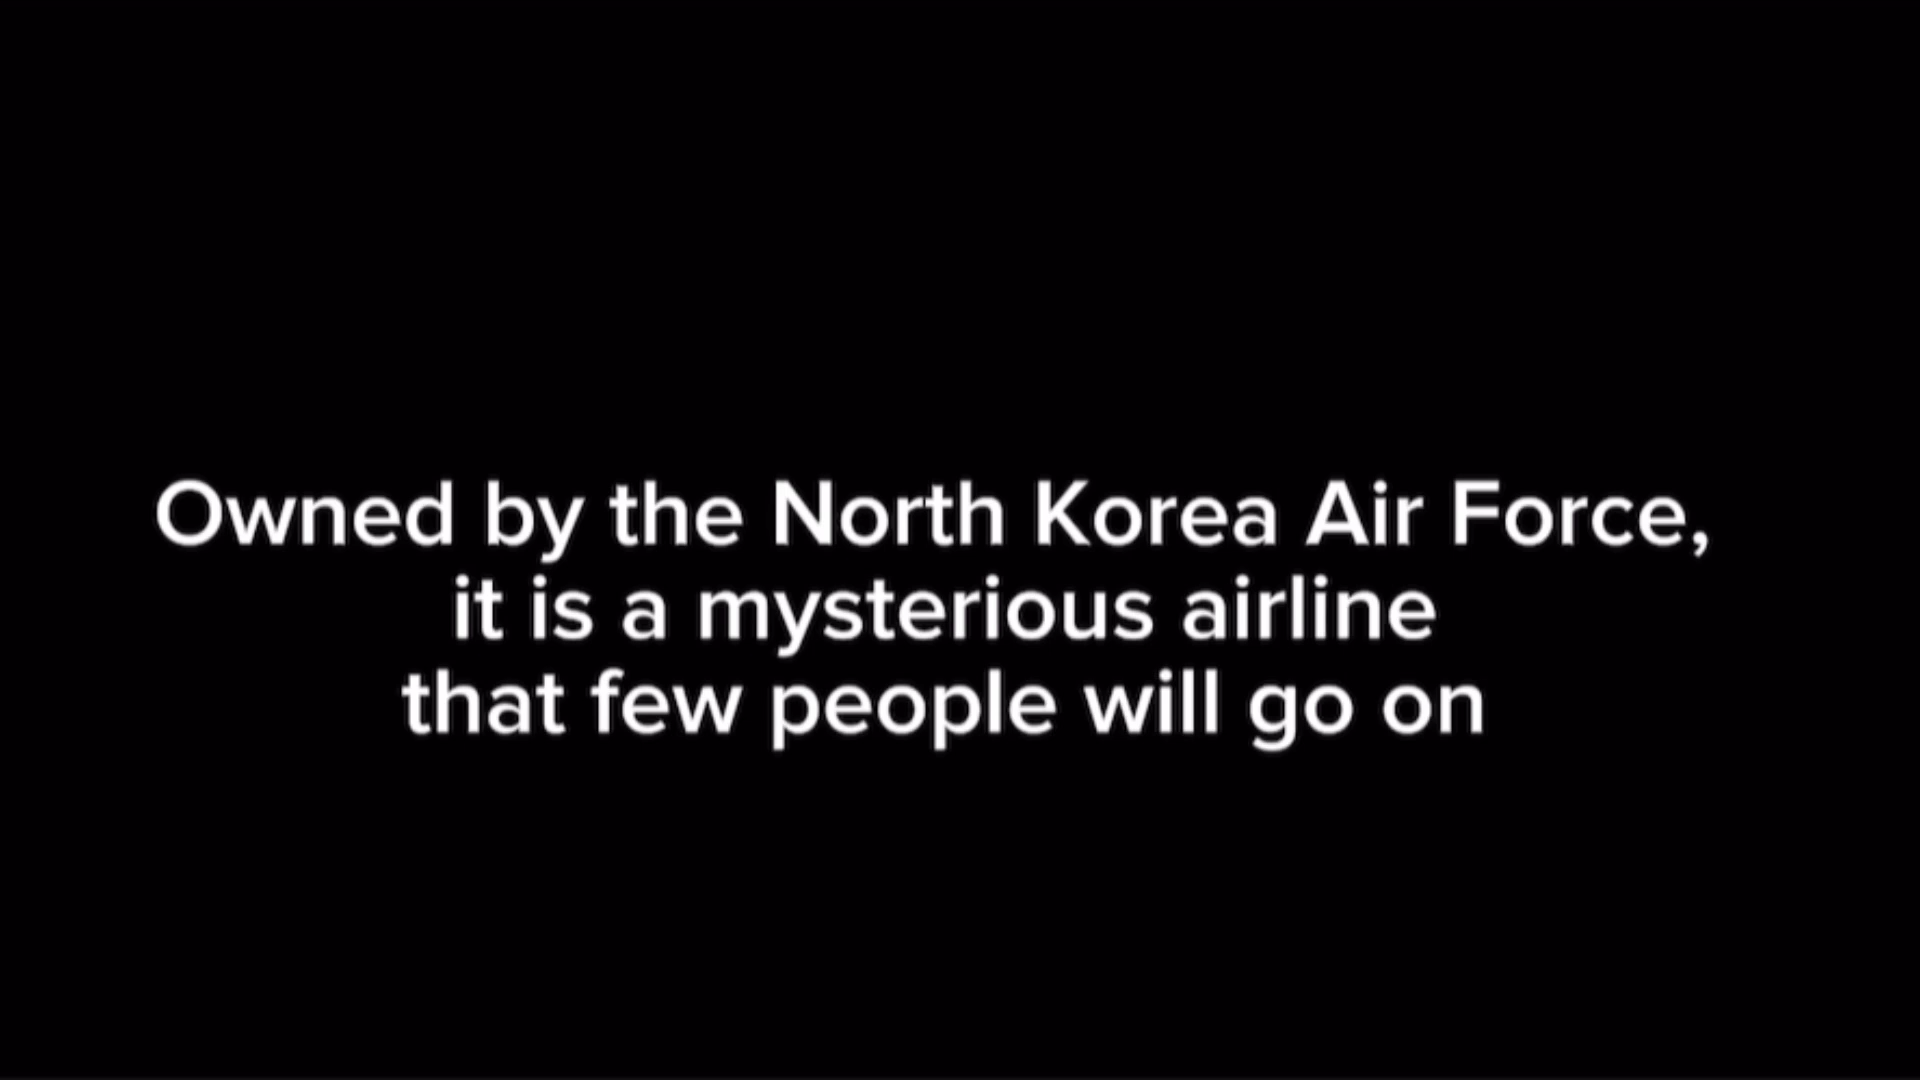 Owned by the North Korea Air Force,
it is a mysterious airline
that few people will go on